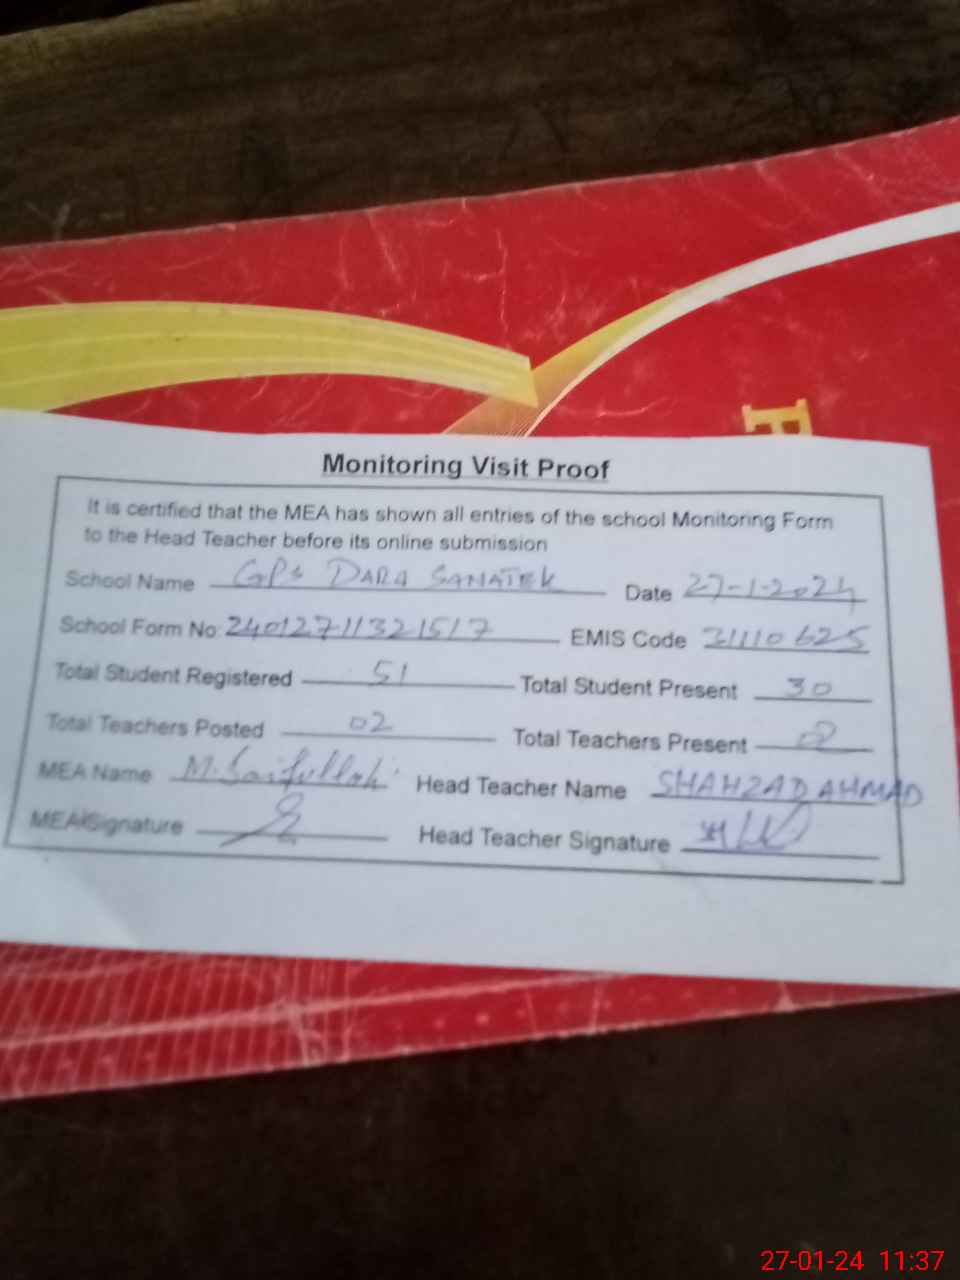 Monitoring Visit Proof
It is certified that the MEA has shown all entries of the school Monitoring Form
to the Head Teacher before its online submission
School Name GPS DARA SANATEK Date 27-1-2024
School Form No: 24012711321517 EMIS Code 31110625
Total Student Registered 51 Total Student Present 30
Total Teachers Posted 02 Total Teachers Present
MEA Name M. Saifullah Head Teacher Name SHAHZAD AHMAD
MEA Signature Head Teacher Signature
27-01-24 11:37